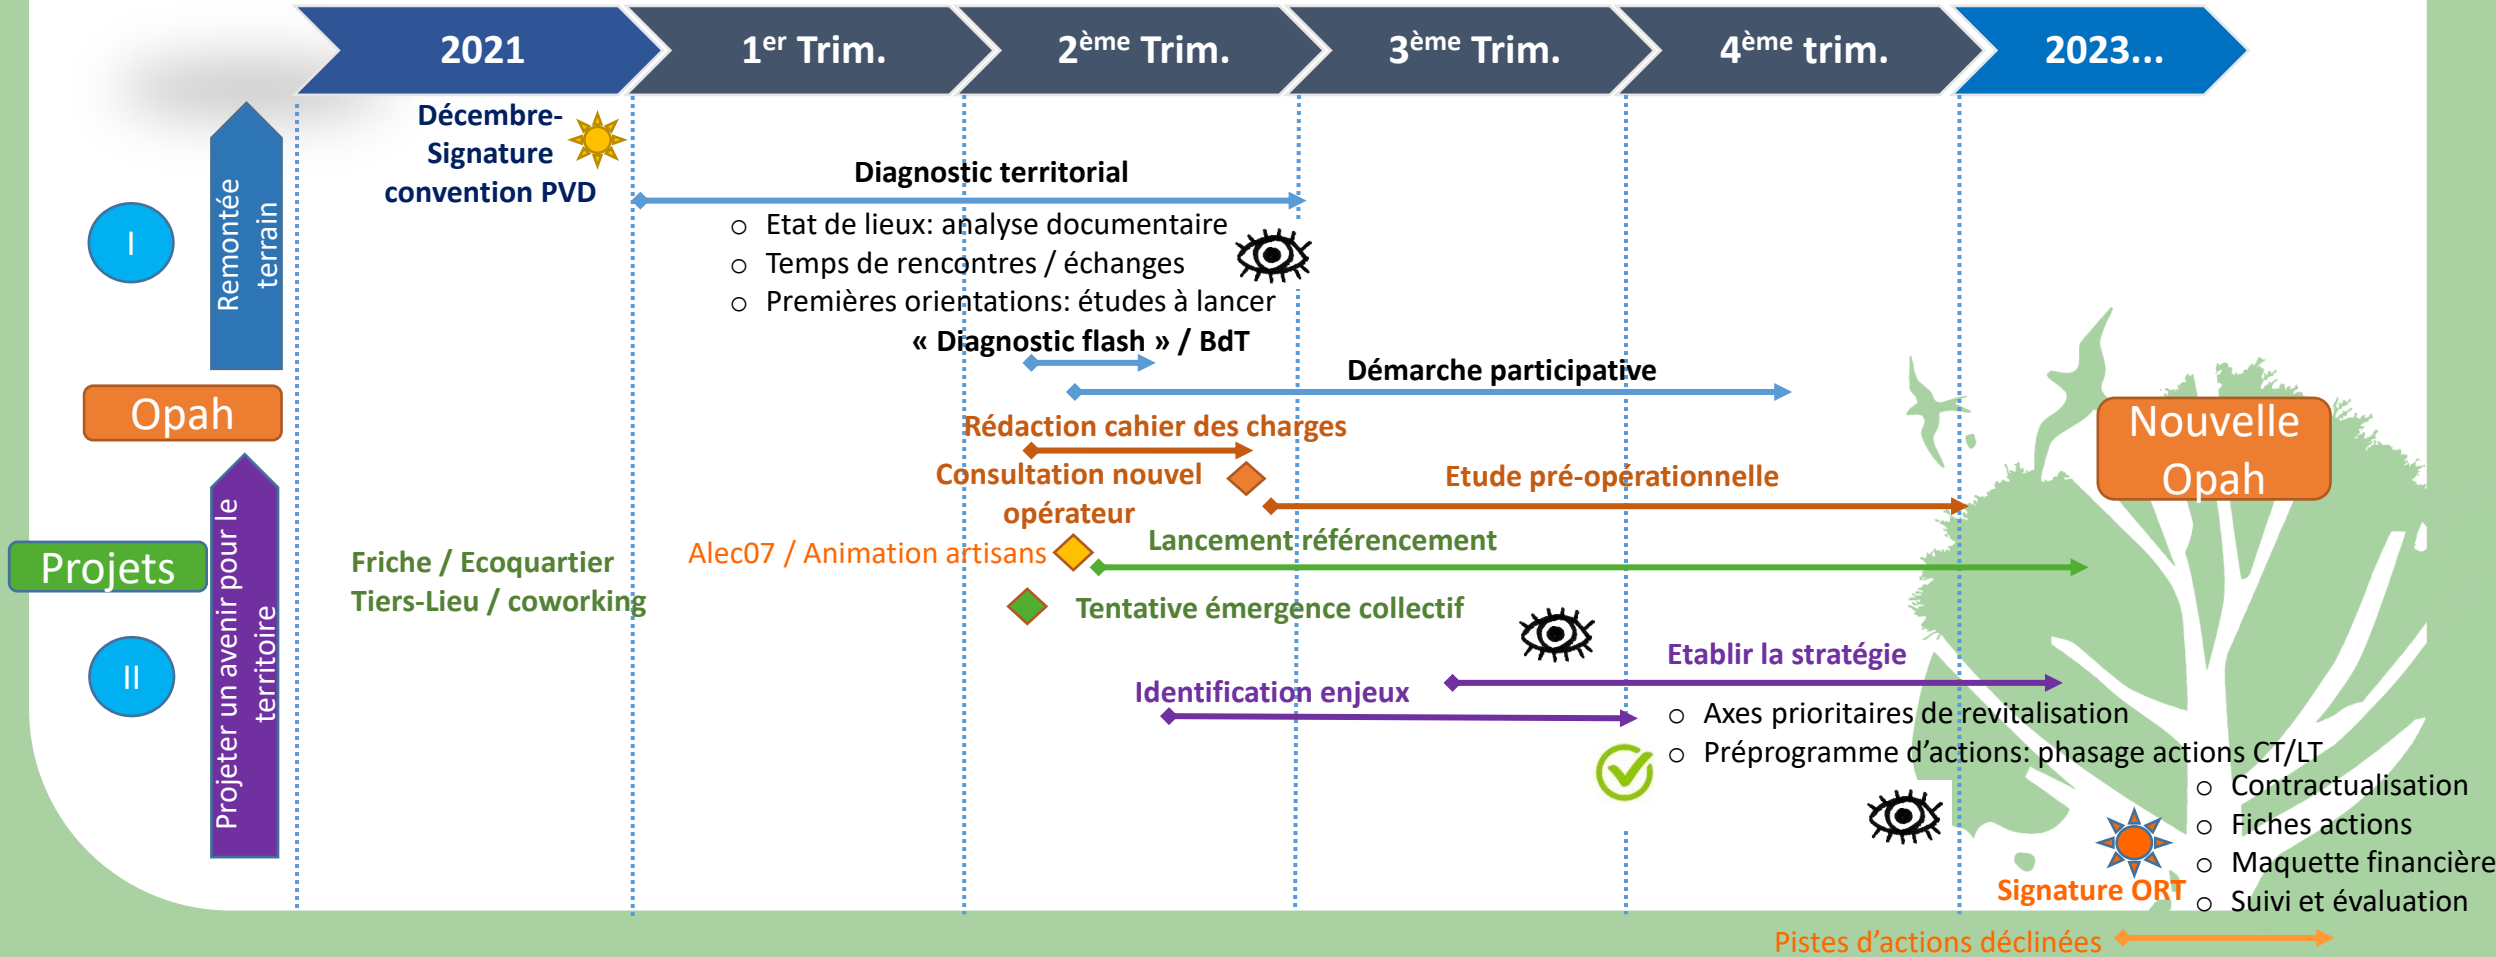 2021
1er Trim.
2ème Trim.
3ème Trim.
4ème trim.
2023...
Décembre-
Signature
convention PVD
Remontée
terrain
I
Diagnostic territorial
o Etat de lieux: analyse documentaire
o Temps de rencontres / échanges
o Premières orientations: études à lancer
« Diagnostic flash » / BdT
Démarche participative
Opah
Rédaction cahier des charges
Consultation nouvel
opérateur
Etude pré-opérationnelle
Nouvelle
Opah
Projets
Projeter un avenir pour le
territoire
II
Friche / Ecoquartier
Tiers-Lieu / coworking
Alec07 / Animation artisans
Lancement référencement
Tentative émergence collectif
Etablir la stratégie
Identification enjeux
o Axes prioritaires de revitalisation
o Préprogramme d’actions: phasage actions CT/LT
o Contractualisation
o Fiches actions
o Maquette financière
o Suivi et évaluation
Signature ORT
Pistes d’actions déclinées